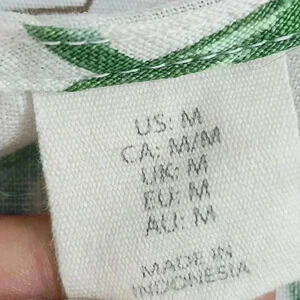 US: M
CA: M/M
UK: M
EU: M
AU: M
MADE IN
INDONESIA